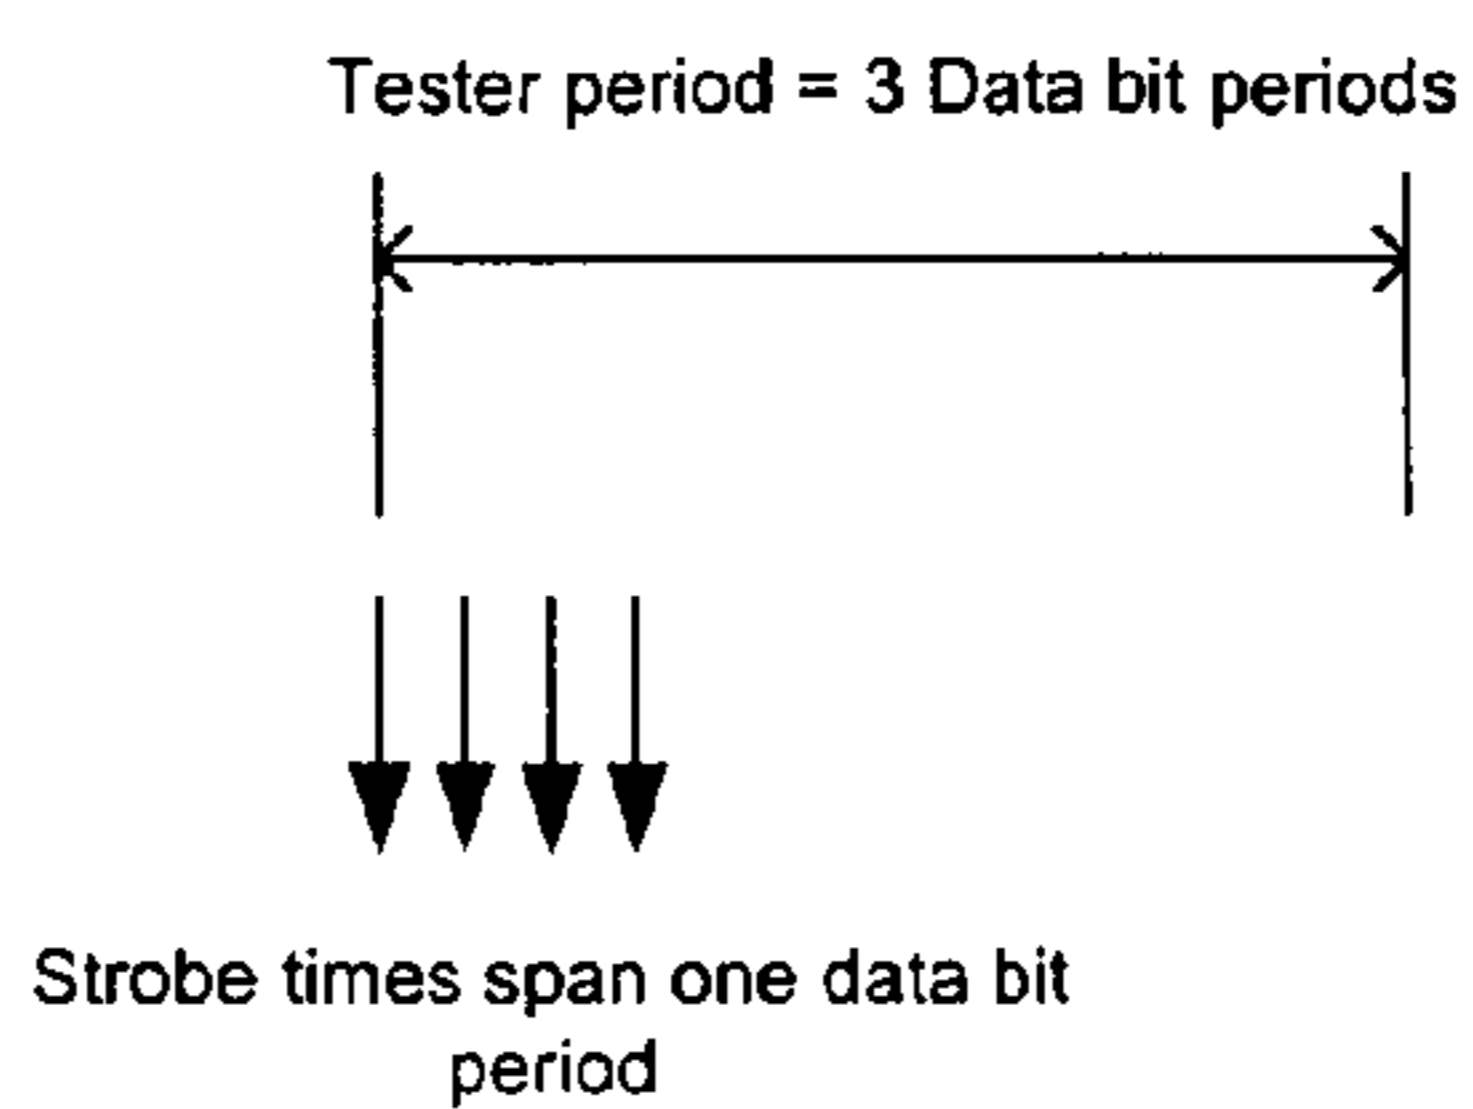 Tester period = 3 Data bit periods
Strobe times span one data bit
period